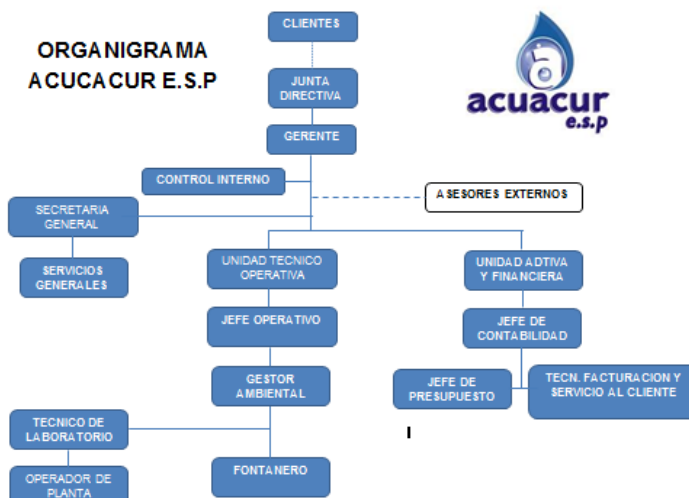 CLIENTES
ORGANIGRAMA
ACUCACUR E.S.P
acuacur
e.s.p
JUNTA
DIRECTIVA
GERENTE
CONTROL INTERNO
ASESORES EXTERNOS
SECRETARIA
GENERAL
SERVICIOS
GENERALES
UNIDAD TECNICO
OPERATIVA
UNIDAD ADTIVA
Y FINANCIERA
JEFE OPERATIVO
JEFE DE
CONTABILIDAD
GESTOR
AMBIENTAL
JEFE DE
PRESUPUESTO
TECN. FACTURACION Y
SERVICIO AL CLIENTE
TECNICO DE
LABORATORIO
FONTANERO
OPERADOR DE
PLANTA